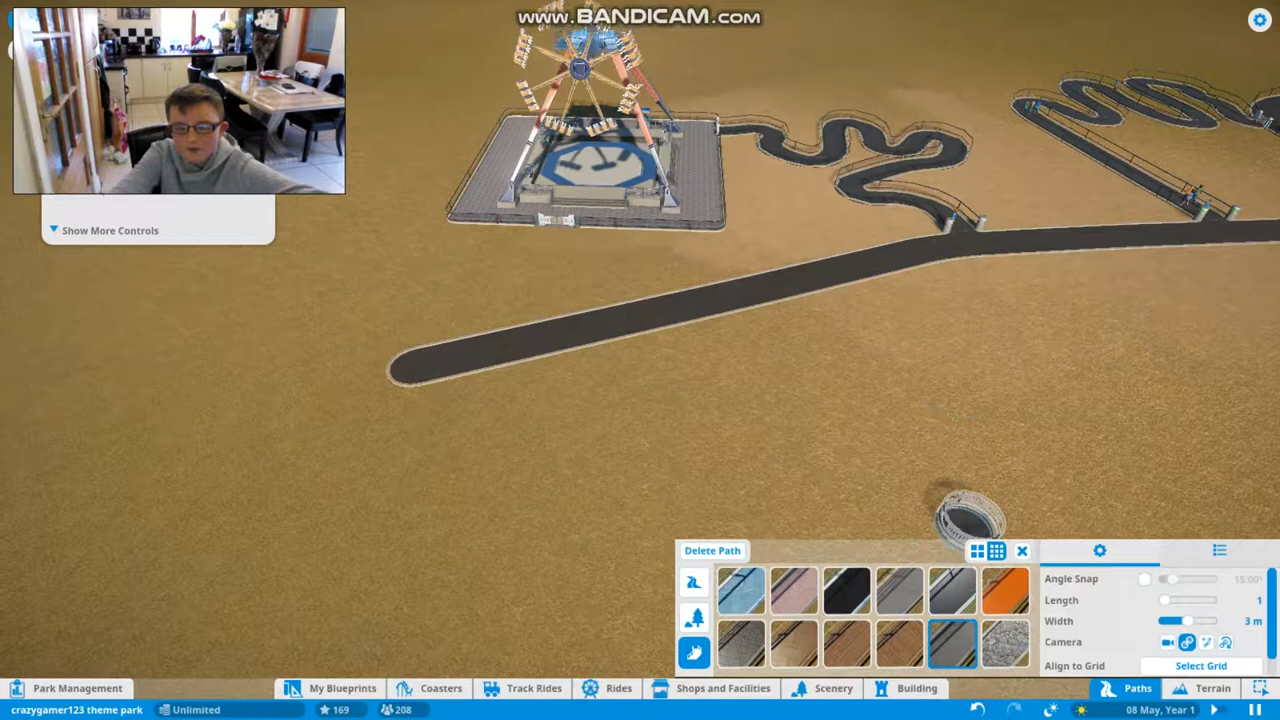 www.BANDICAM.com
Show More Controls
Delete Path
Angle Snap 15.00°
Length 1
Width 3 m
Camera
Align to Grid Select Grid
Park Management My Blueprints Coasters Track Rides Rides Shops and Facilities Scenery Building Paths Terrain
crazygamer123 theme park Unlimited 169 208 08 May, Year 1